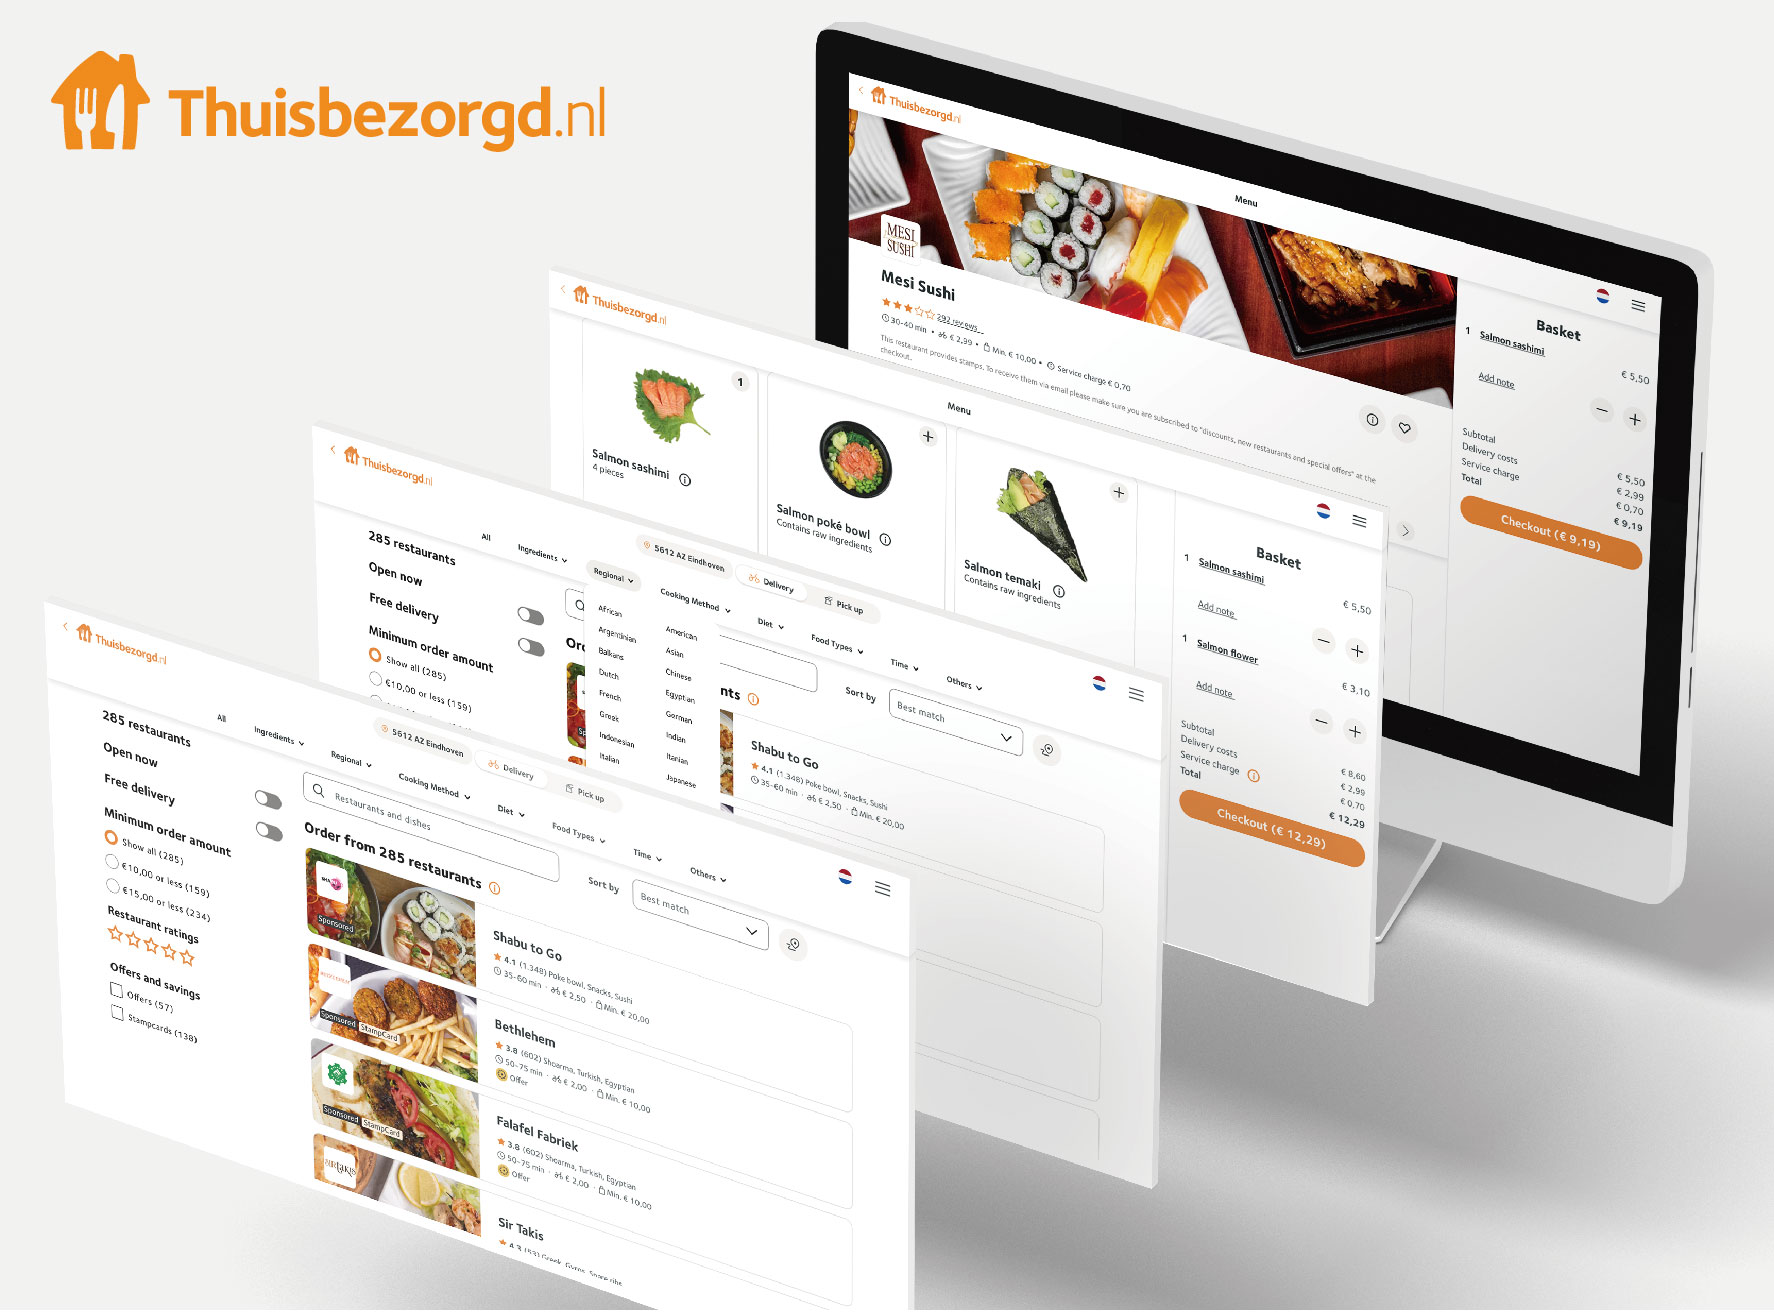 Thuisbezorgd.nl
Thuisbezorgd.nl
Menu
MESI
SUSHI
Mesi Sushi
292 reviews
30-40 min • € 2,99 • Min. € 10,00 • Service charge € 0,70
This restaurant provides stamps. To receive them via email please make sure you are subscribed to "discounts, new restaurants and special offers" at the
checkout.
Basket
1 Salmon sashimi
€ 5,50
Add note
Subtotal
€ 5,50
Delivery costs
€ 2,99
Service charge
€ 0,70
Total
€ 9,19
Checkout (€ 9,19)
Thuisbezorgd.nl
Menu
1
Salmon sashimi
4 pieces
Salmon poké bowl
Contains raw ingredients
Salmon temaki
Contains raw ingredients
Basket
1 Salmon sashimi
€ 5,50
Add note
1 Salmon flower
€ 3,10
Add note
Subtotal
€ 8,60
Delivery costs
€ 2,99
Service charge
€ 0,70
Total
€ 12,29
Checkout (€ 12,29)
Thuisbezorgd.nl
5612 AZ Eindhoven
Delivery
Pick up
285 restaurants
Open now
Free delivery
Minimum order amount
Show all (285)
€10,00 or less (159)
All
Ingredients
Regional
Cooking Method
Diet
Food Types
Time
Others
African
Argentinian
Balkans
Dutch
French
Greek
Indonesian
Italian
American
Asian
Chinese
Egyptian
German
Indian
Iranian
Japanese
Sort by
Best match
Shabu to Go
4.1 (1.348) Poke bowl, Snacks, Sushi
35-60 min · € 2,50 · Min. € 20,00
Thuisbezorgd.nl
5612 AZ Eindhoven
Delivery
Pick up
285 restaurants
Open now
Free delivery
Minimum order amount
Show all (285)
€10,00 or less (159)
€15,00 or less (234)
Restaurant ratings
Offers and savings
Offers (57)
Stampcards (138)
All
Ingredients
Regional
Cooking Method
Diet
Food Types
Time
Others
Restaurants and dishes
Order from 285 restaurants
Sort by
Best match
Sponsored
Shabu to Go
4.1 (1.348) Poke bowl, Snacks, Sushi
35-60 min · € 2,50 · Min. € 20,00
Sponsored StampCard
Bethlehem
3.8 (602) Shoarma, Turkish, Egyptian
50-75 min · € 2,00 · Min. € 10,00
Offer
Sponsored StampCard
Falafel Fabriek
3.8 (602) Shoarma, Turkish, Egyptian
50-75 min · € 2,00 · Min. € 10,00
Offer
Sir Takis